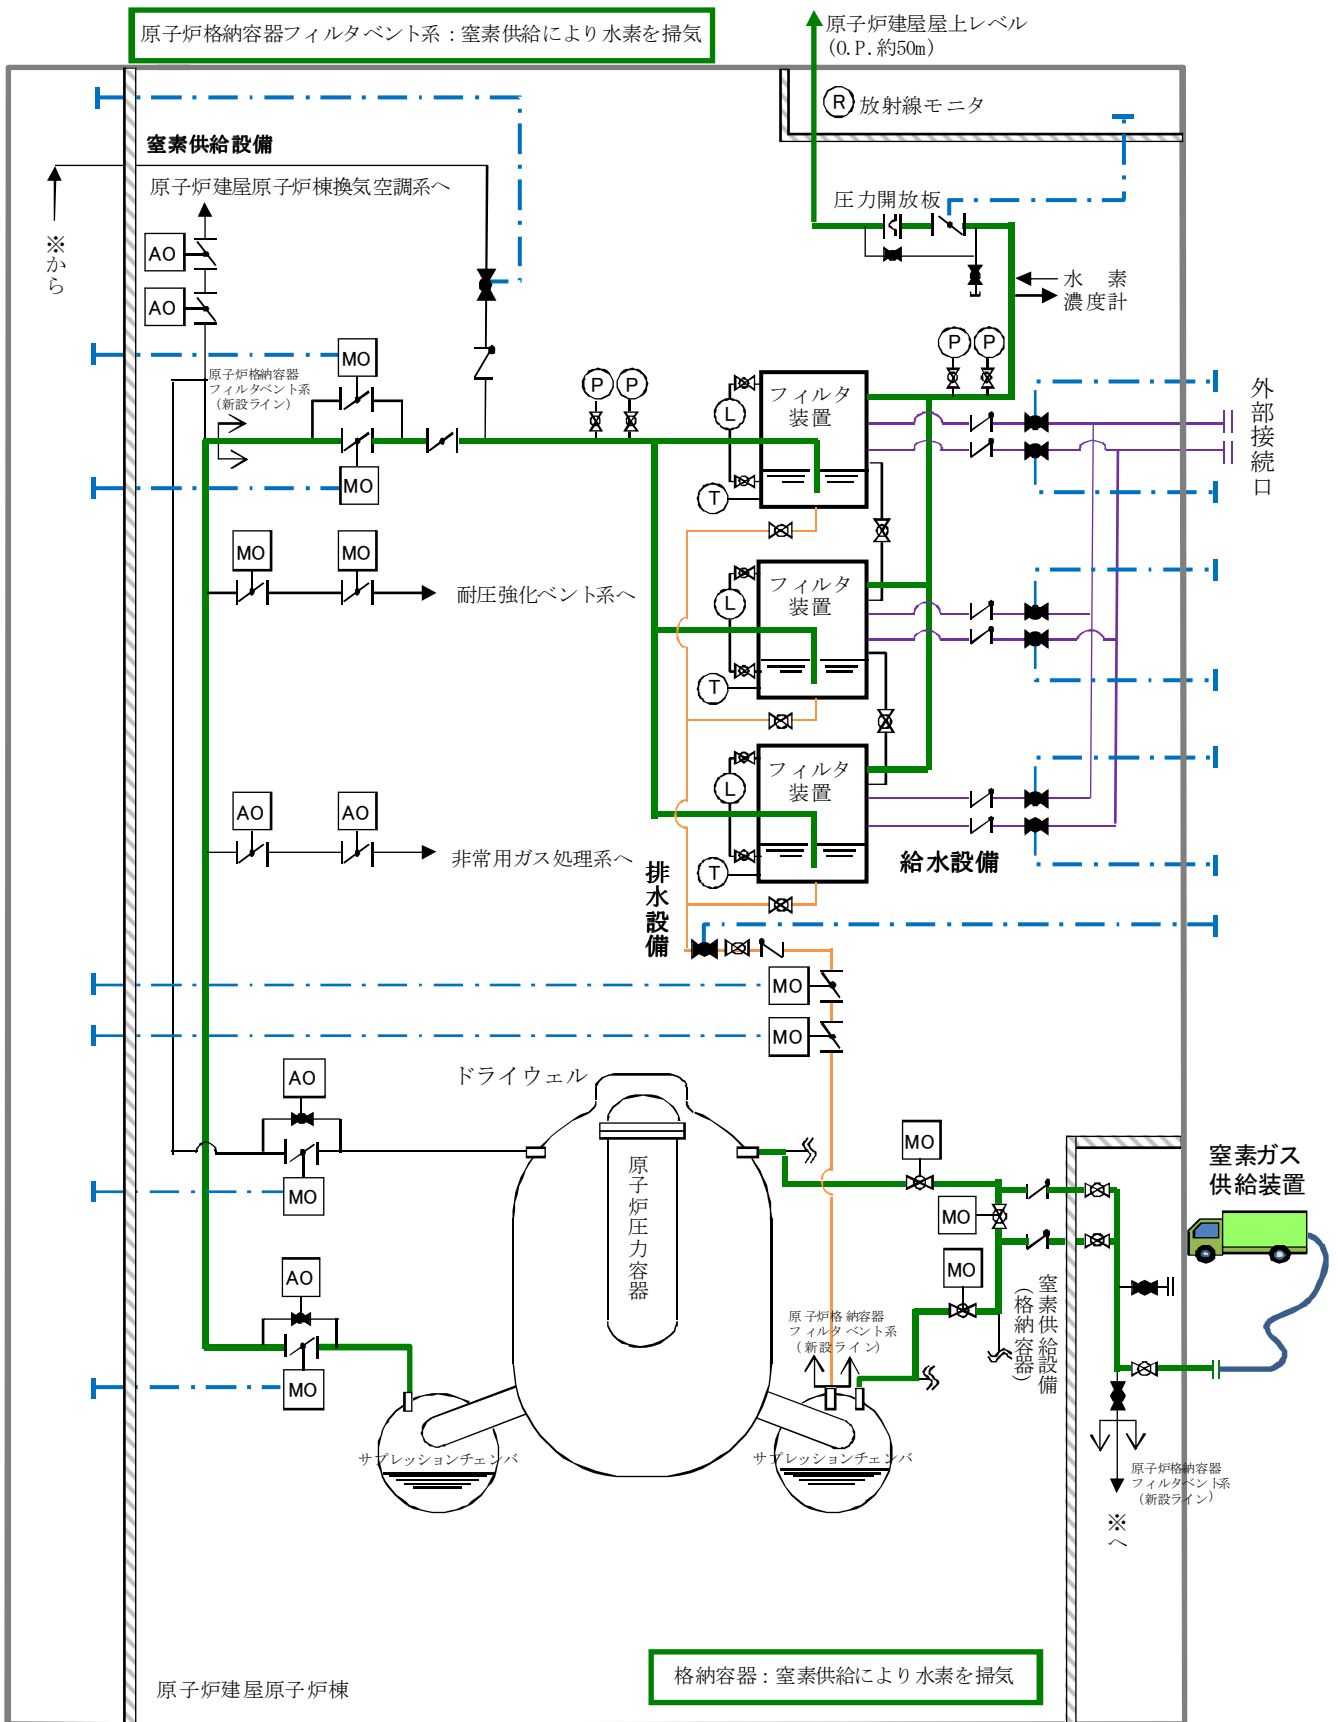 原子炉格納容器フィルタベント系：窒素供給により水素を掃気
原子炉建屋屋上レベル
(O.P.約50m)
R 放射線モニタ
窒素供給設備
原子炉建屋原子炉棟換気空調系へ
※から
AO
AO
圧力開放板
水 素
濃度計
MO
原子炉格納容器
フィルタベント系
(新設ライン)
MO
P P
P P
L
T
フィルタ
装置
外部接続口
MO
MO
耐圧強化ベント系へ
L
T
フィルタ
装置
AO
AO
非常用ガス処理系へ
L
T
フィルタ
装置
給水設備
排水設備
MO
MO
ドライウェル
AO
MO
原子炉圧力容器
MO
MO
MO
窒素ガス
供給装置
AO
MO
窒素供給設備
(格納容器)
原子炉格納容器
フィルタベント系
(新設ライン)
サプレッションチェンバ
サプレッションチェンバ
原子炉格納容器
フィルタベント系
(新設ライン)
※へ
格納容器：窒素供給により水素を掃気
原子炉建屋原子炉棟